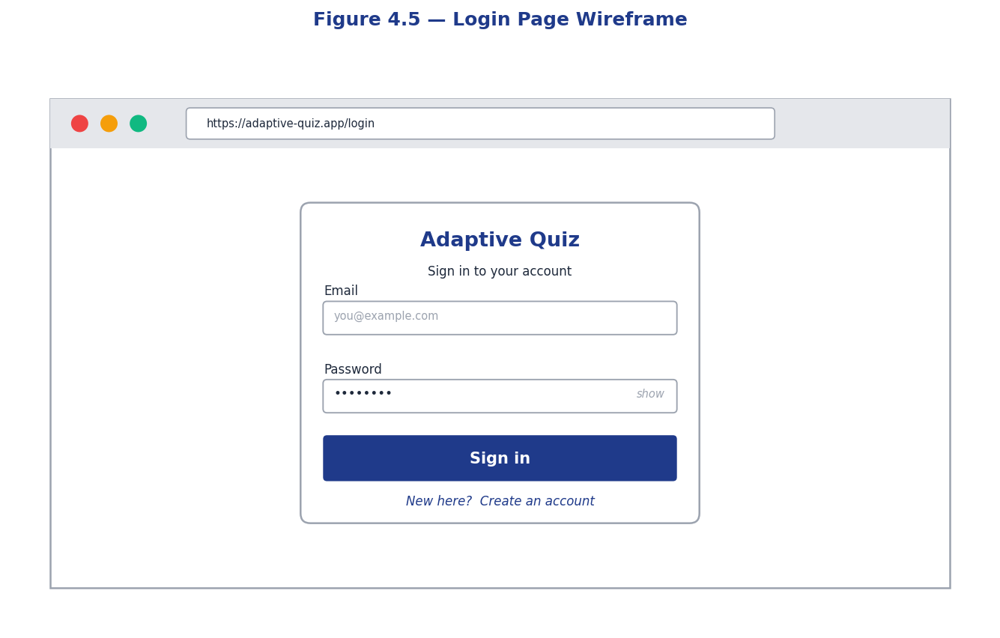 Figure 4.5 — Login Page Wireframe
https://adaptive-quiz.app/login
Adaptive Quiz
Sign in to your account
Email
you@example.com
Password
•••••••• show
Sign in
New here?  Create an account